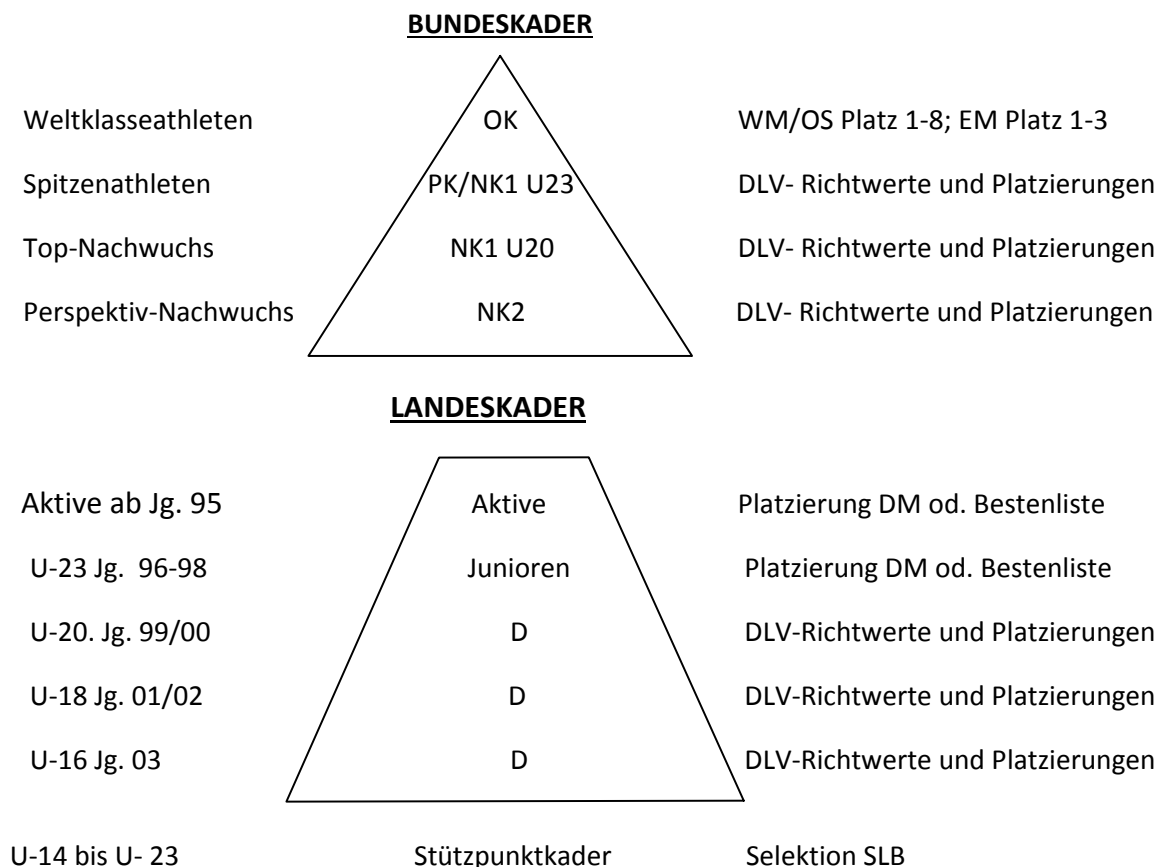 BUNDESKADER
Weltklasseathleten OK WM/OS Platz 1-8; EM Platz 1-3
Spitzenathleten PK/NK1 U23 DLV- Richtwerte und Platzierungen
Top-Nachwuchs NK1 U20 DLV- Richtwerte und Platzierungen
Perspektiv-Nachwuchs NK2 DLV- Richtwerte und Platzierungen
LANDESKADER
Aktive ab Jg. 95 Aktive Platzierung DM od. Bestenliste
U-23 Jg. 96-98 Junioren Platzierung DM od. Bestenliste
U-20. Jg. 99/00 D DLV-Richtwerte und Platzierungen
U-18 Jg. 01/02 D DLV-Richtwerte und Platzierungen
U-16 Jg. 03 D DLV-Richtwerte und Platzierungen
U-14 bis U- 23 Stützpunktkader Selektion SLB